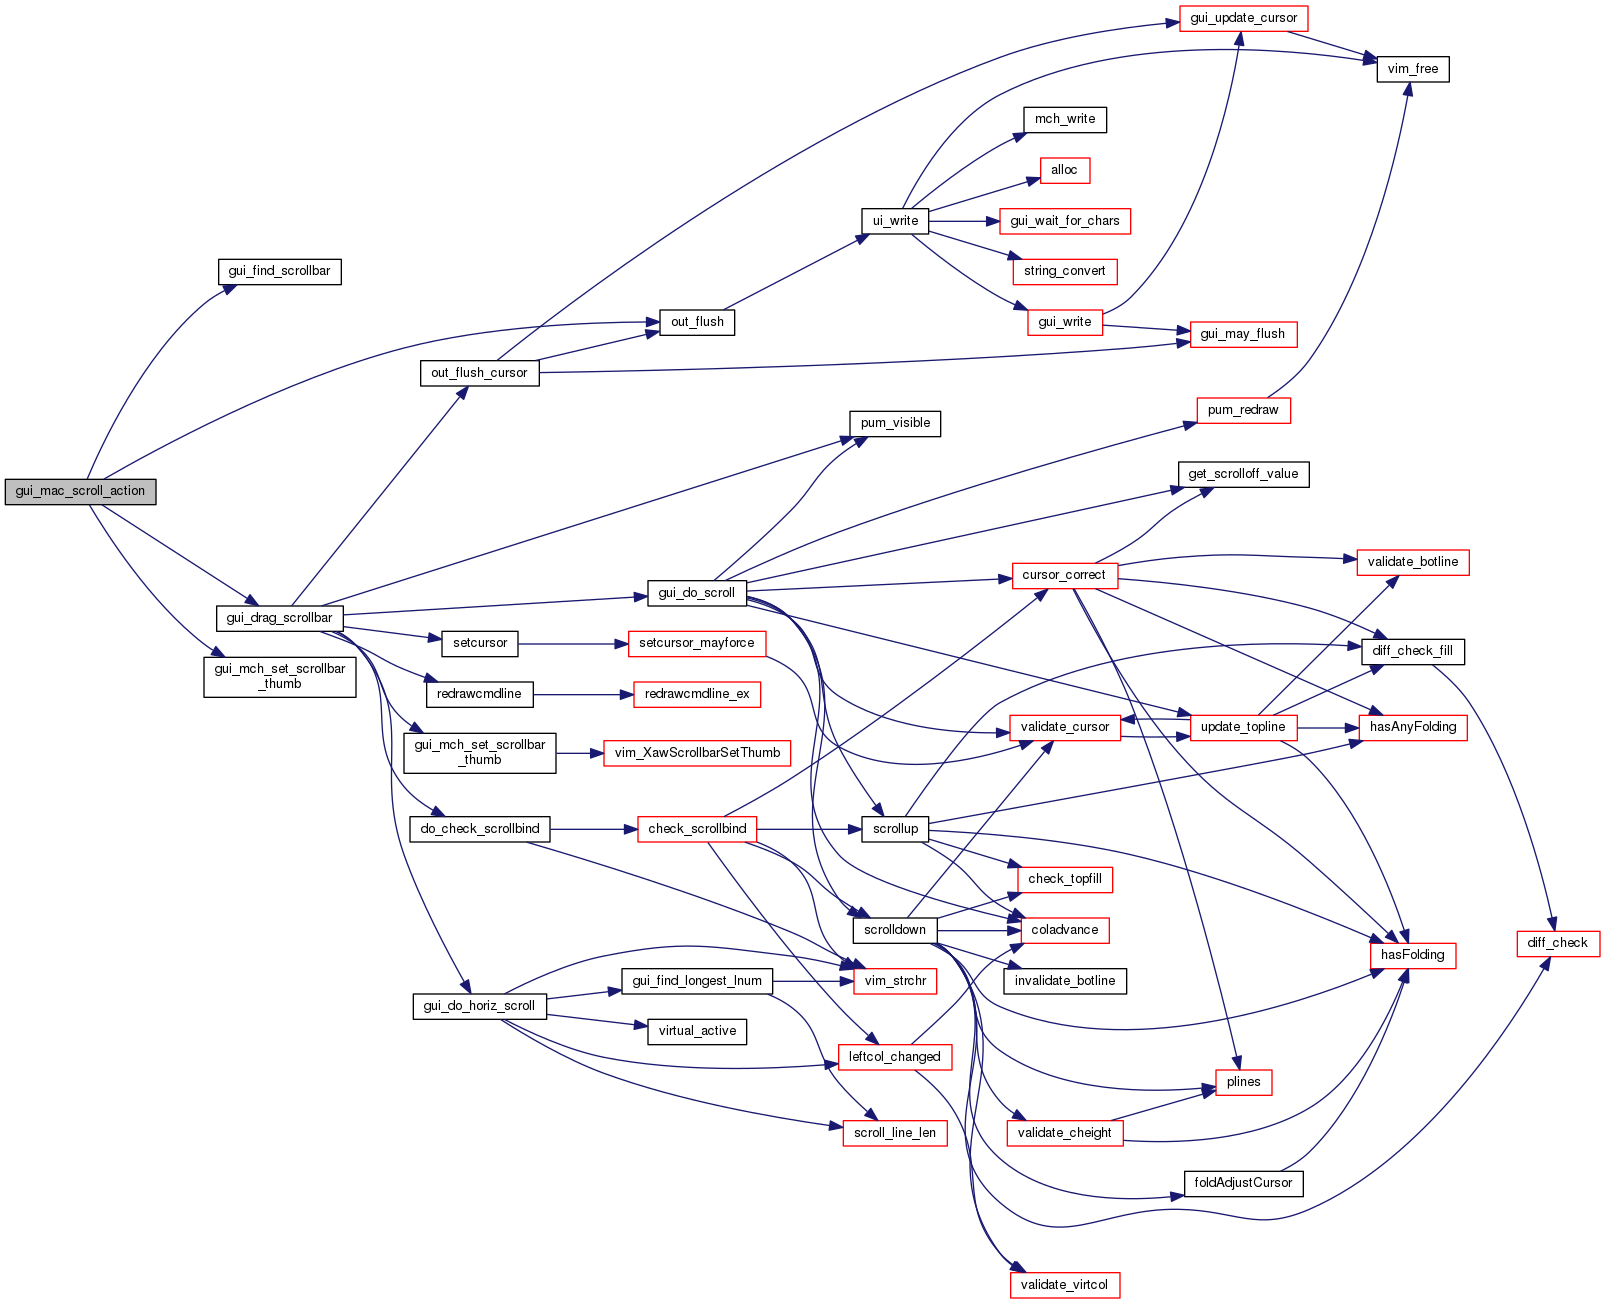 gui_update_cursor
vim_free
mch_write
alloc
ui_write
gui_wait_for_chars
gui_find_scrollbar
string_convert
out_flush
gui_write
gui_may_flush
out_flush_cursor
pum_redraw
pum_visible
get_scrolloff_value
gui_mac_scroll_action
validate_botline
cursor_correct
gui_do_scroll
gui_drag_scrollbar
setcursor
setcursor_mayforce
diff_check_fill
gui_mch_set_scrollbar
_thumb
redrawcmdline
redrawcmdline_ex
validate_cursor
update_topline
hasAnyFolding
gui_mch_set_scrollbar
_thumb
vim_XawScrollbarSetThumb
do_check_scrollbind
check_scrollbind
scrollup
check_topfill
scrolldown
coladvance
diff_check
hasFolding
gui_find_longest_lnum
vim_strchr
invalidate_botline
gui_do_horiz_scroll
virtual_active
leftcol_changed
plines
scroll_line_len
validate_cheight
foldAdjustCursor
validate_virtcol